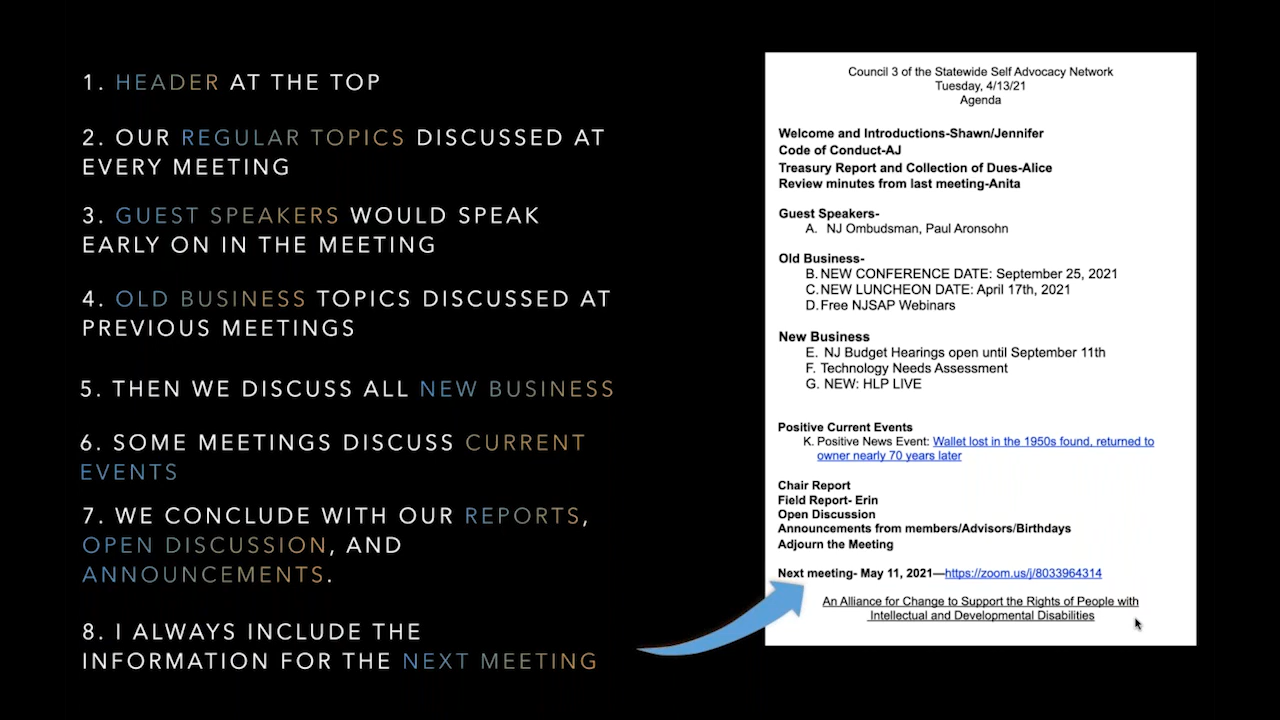 1. HEADER AT THE TOP
2. OUR REGULAR TOPICS DISCUSSED AT
EVERY MEETING
3. GUEST SPEAKERS WOULD SPEAK
EARLY ON IN THE MEETING
4. OLD BUSINESS TOPICS DISCUSSED AT
PREVIOUS MEETINGS
5. THEN WE DISCUSS ALL NEW BUSINESS
6. SOME MEETINGS DISCUSS CURRENT
EVENTS
7. WE CONCLUDE WITH OUR REPORTS,
OPEN DISCUSSION, AND
ANNOUNCEMENTS.
8. I ALWAYS INCLUDE THE
INFORMATION FOR THE NEXT MEETING
Council 3 of the Statewide Self Advocacy Network
Tuesday, 4/13/21
Agenda
Welcome and Introductions-Shawn/Jennifer
Code of Conduct-AJ
Treasury Report and Collection of Dues-Alice
Review minutes from last meeting-Anita
Guest Speakers-
A. NJ Ombudsman, Paul Aronsohn
Old Business-
B. NEW CONFERENCE DATE: September 25, 2021
C. NEW LUNCHEON DATE: April 17th, 2021
D. Free NJSAP Webinars
New Business
E. NJ Budget Hearings open until September 11th
F. Technology Needs Assessment
G. NEW: HLP LIVE
Positive Current Events
K. Positive News Event: Wallet lost in the 1950s found, returned to
owner nearly 70 years later
Chair Report
Field Report- Erin
Open Discussion
Announcements from members/Advisors/Birthdays
Adjourn the Meeting
Next meeting- May 11, 2021—https://zoom.us/j/8033964314
An Alliance for Change to Support the Rights of People with
Intellectual and Developmental Disabilities